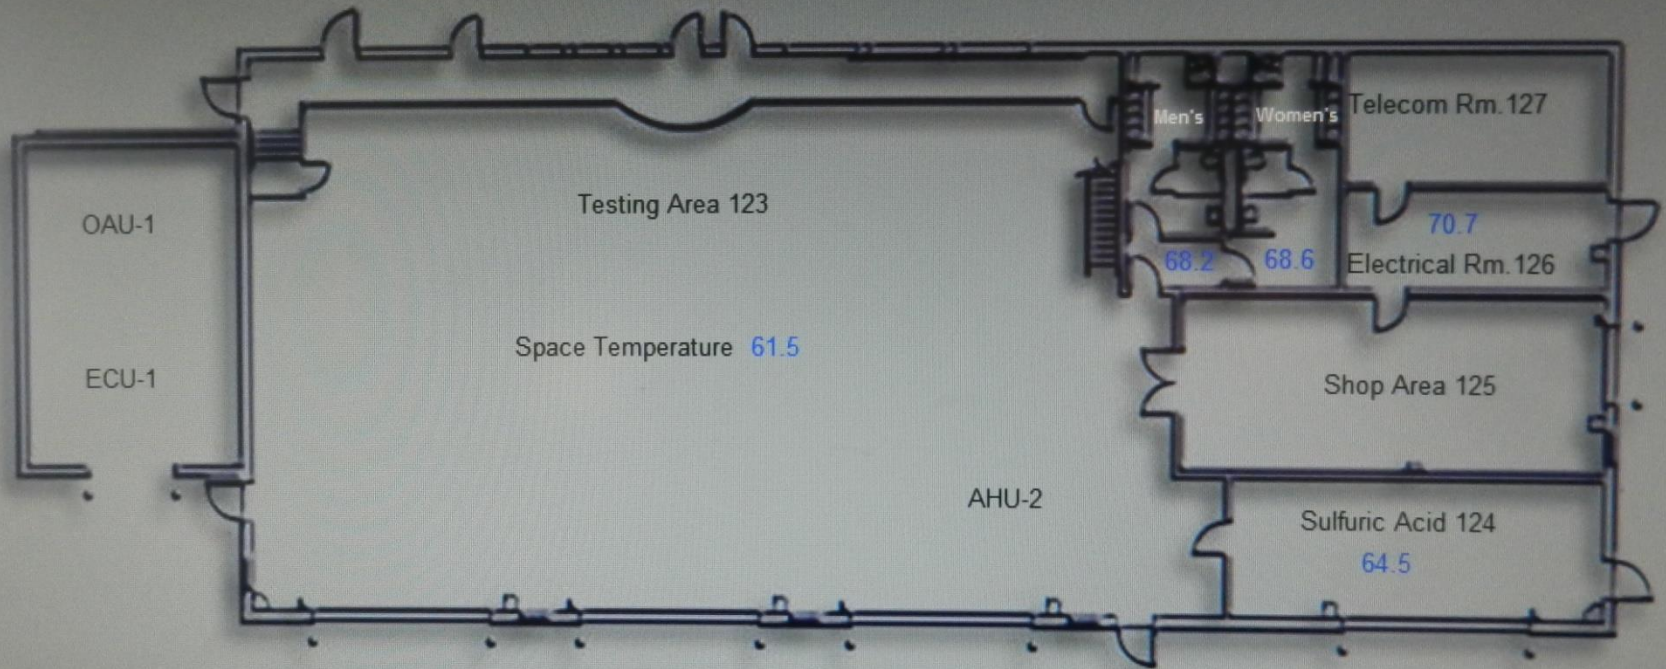 Men's
Women's
Telecom Rm.127
OAU-1
Testing Area 123
70.7
68.2
68.6
Electrical Rm.126
Space Temperature 61.5
ECU-1
Shop Area 125
AHU-2
Sulfuric Acid 124
64.5